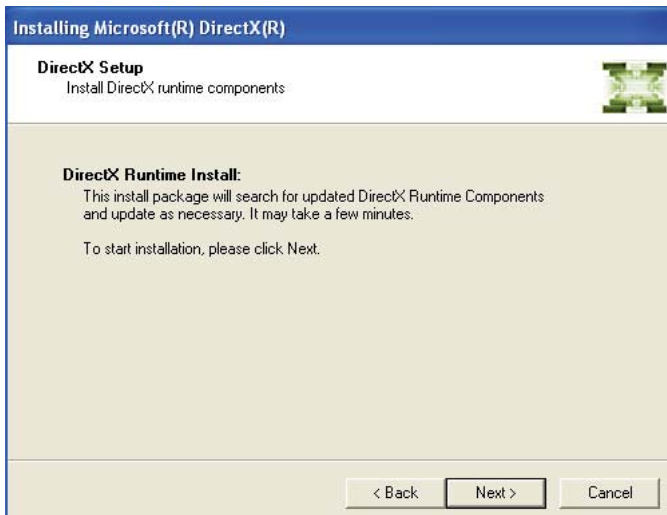 Installing Microsoft(R) DirectX(R)
DirectX Setup
Install DirectX runtime components
DirectX Runtime Install:
This install package will search for updated DirectX Runtime Components
and update as necessary. It may take a few minutes.
To start installation, please click Next.
< Back
Next >
Cancel